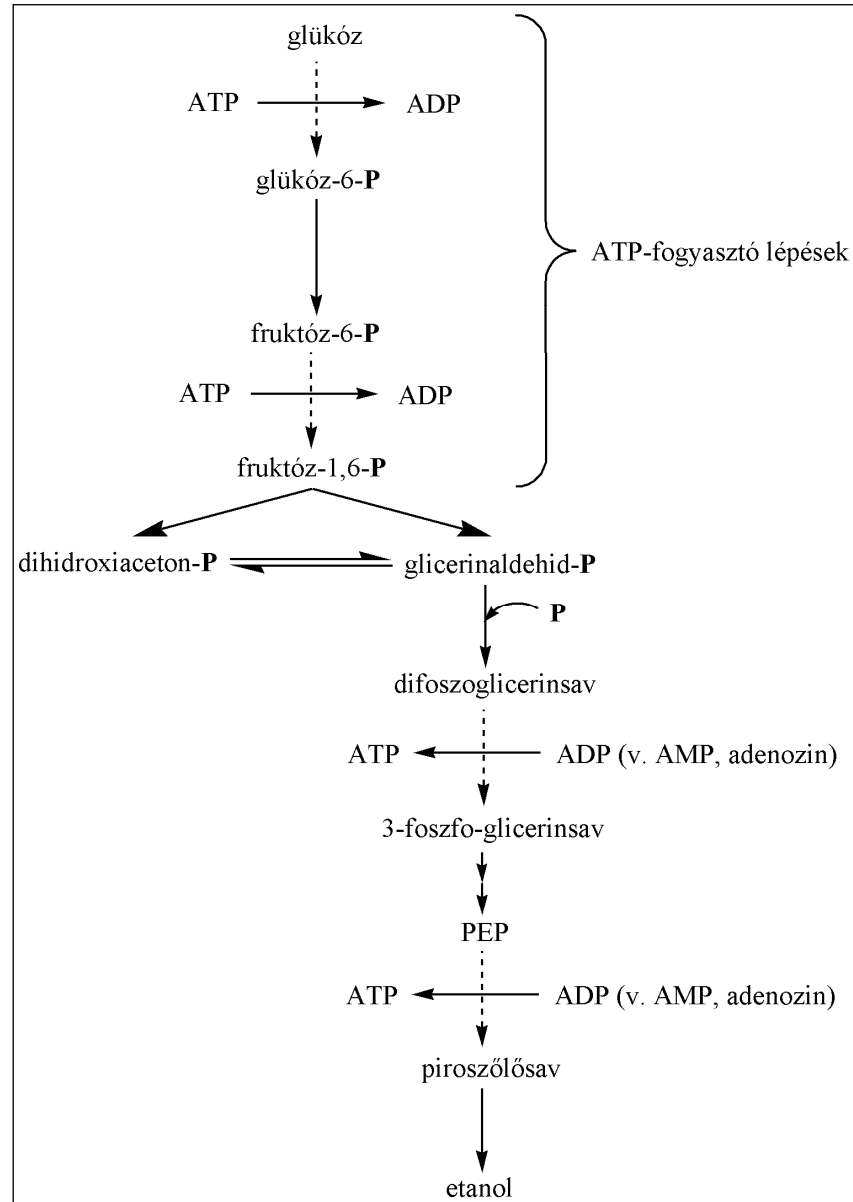 glükóz
ATP ADP
glükóz-6-P
ATP-fogyasztó lépések
fruktóz-6-P
ATP ADP
fruktóz-1,6-P
dihidroxiaceton-P glicerinaldehid-P
P
difoszoglicerinsav
ATP ADP (v. AMP, adenozin)
3-foszfo-glicerinsav
PEP
ATP ADP (v. AMP, adenozin)
piroszőlősav
etanol